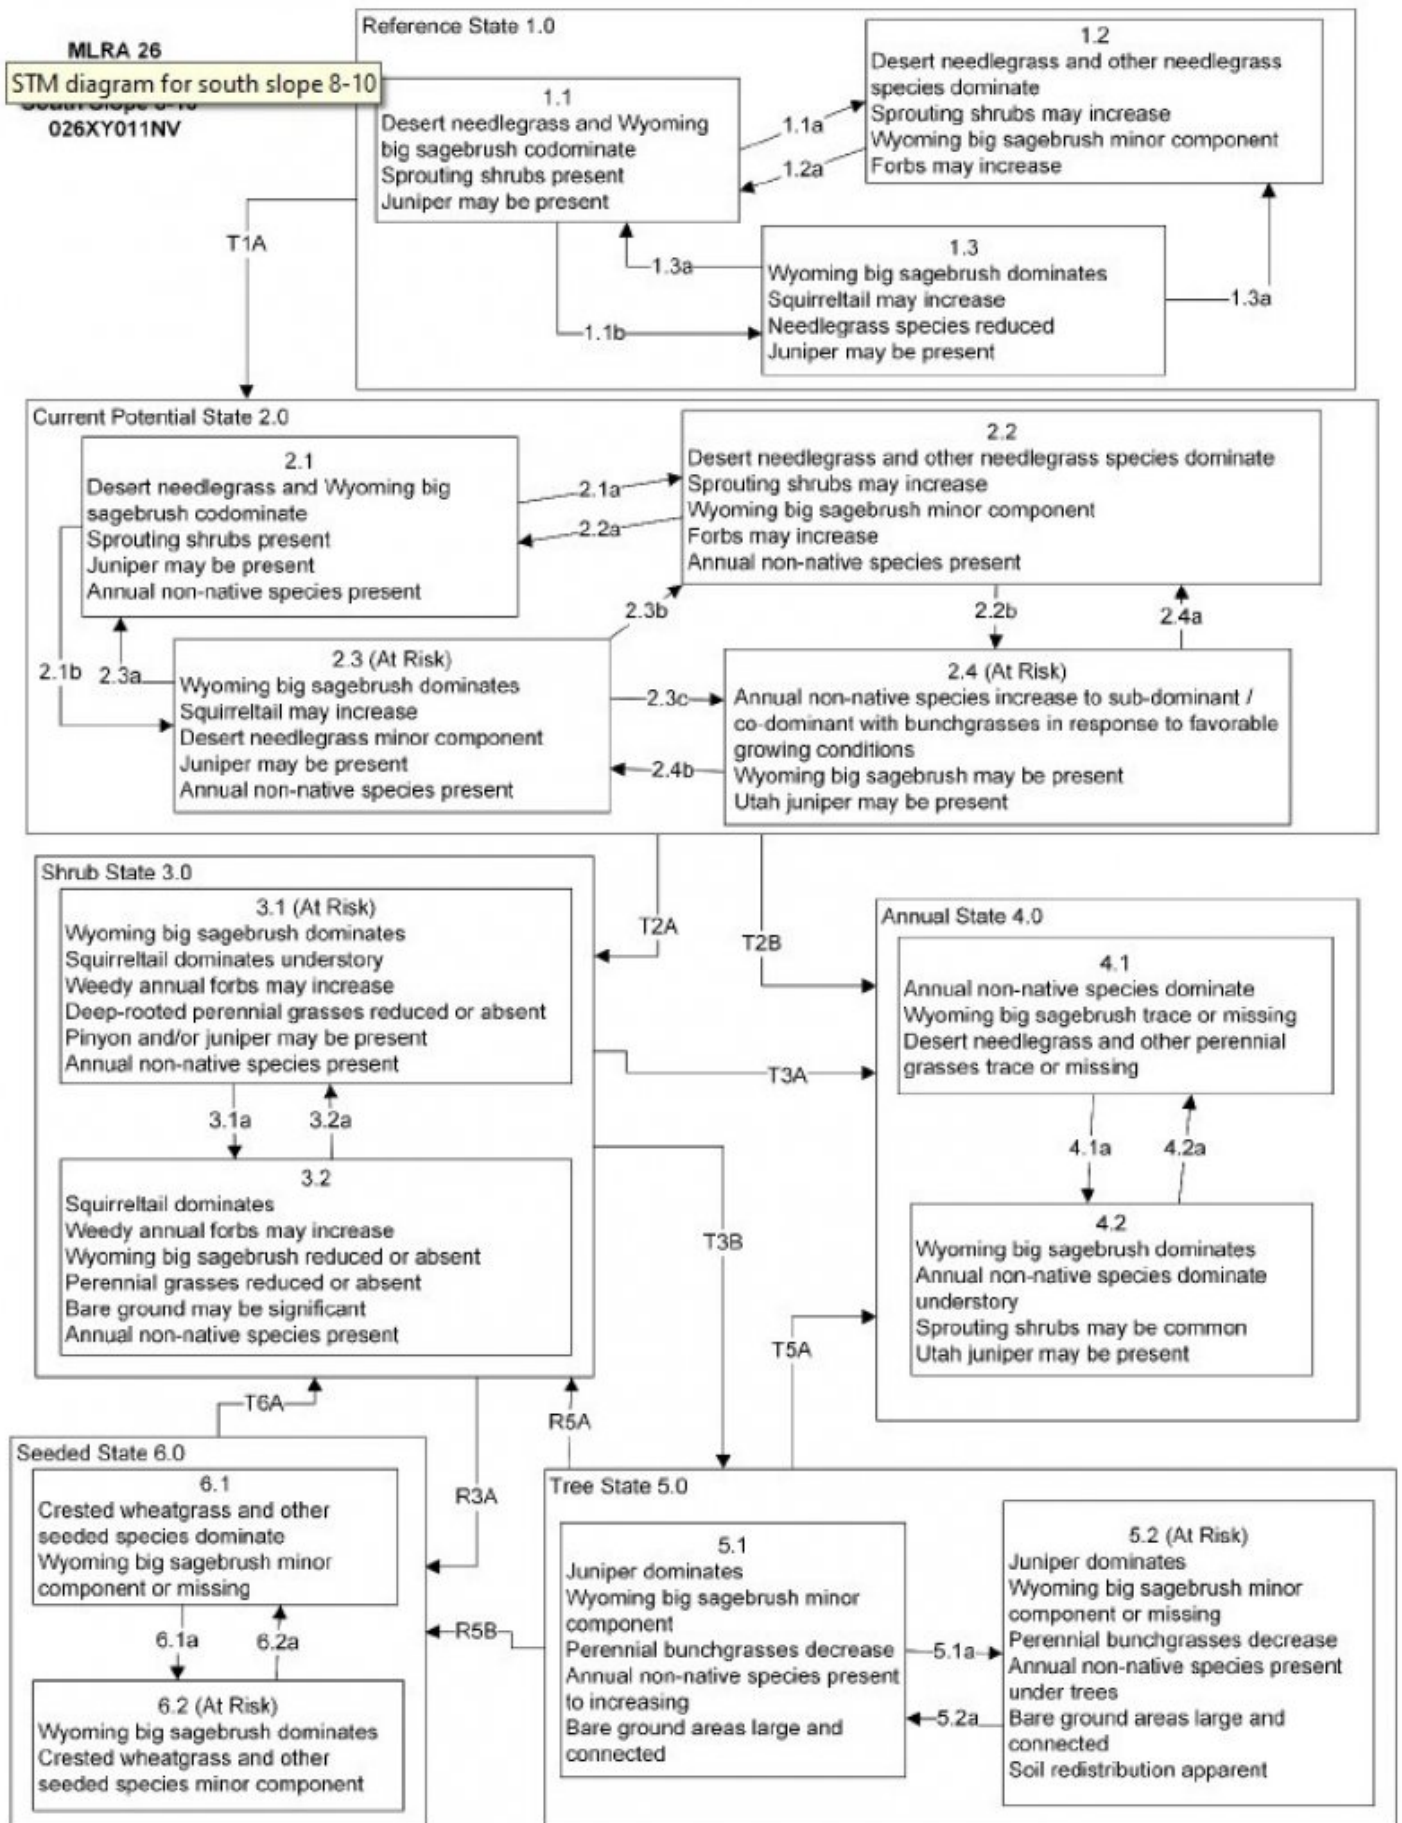 Reference State 1.0
MLRA 26
STM diagram for south slope 8-10
026XY011NV
1.1
Desert needlegrass and Wyoming
big sagebrush codominate
Sprouting shrubs present
Juniper may be present
1.1a
1.2a
1.2
Desert needlegrass and other needlegrass
species dominate
Sprouting shrubs may increase
Wyoming big sagebrush minor component
Forbs may increase
T1A
1.3a
1.1b
1.3
Wyoming big sagebrush dominates
Squirreltail may increase
Needlegrass species reduced
Juniper may be present
1.3a
Current Potential State 2.0
2.1
Desert needlegrass and Wyoming big
sagebrush codominate
Sprouting shrubs present
Juniper may be present
Annual non-native species present
2.1a
2.2a
2.2
Desert needlegrass and other needlegrass species dominate
Sprouting shrubs may increase
Wyoming big sagebrush minor component
Forbs may increase
Annual non-native species present
2.1b
2.3a
2.3b
2.2b
2.4a
2.3 (At Risk)
Wyoming big sagebrush dominates
Squirreltail may increase
Desert needlegrass minor component
Juniper may be present
Annual non-native species present
2.3c
2.4b
2.4 (At Risk)
Annual non-native species increase to sub-dominant /
co-dominant with bunchgrasses in response to favorable
growing conditions
Wyoming big sagebrush may be present
Utah juniper may be present
T2A
T2B
Shrub State 3.0
3.1 (At Risk)
Wyoming big sagebrush dominates
Squirreltail dominates understory
Weedy annual forbs may increase
Deep-rooted perennial grasses reduced or absent
Pinyon and/or juniper may be present
Annual non-native species present
3.1a
3.2a
3.2
Squirreltail dominates
Weedy annual forbs may increase
Wyoming big sagebrush reduced or absent
Perennial grasses reduced or absent
Bare ground may be significant
Annual non-native species present
T3A
T3B
Annual State 4.0
4.1
Annual non-native species dominate
Wyoming big sagebrush trace or missing
Desert needlegrass and other perennial
grasses trace or missing
4.1a
4.2a
4.2
Wyoming big sagebrush dominates
Annual non-native species dominate
understory
Sprouting shrubs may be common
Utah juniper may be present
T5A
T6A
R3A
R5A
Seeded State 6.0
6.1
Crested wheatgrass and other
seeded species dominate
Wyoming big sagebrush minor
component or missing
6.1a
6.2a
6.2 (At Risk)
Wyoming big sagebrush dominates
Crested wheatgrass and other
seeded species minor component
R5B
Tree State 5.0
5.1
Juniper dominates
Wyoming big sagebrush minor
component
Perennial bunchgrasses decrease
Annual non-native species present
to increasing
Bare ground areas large and
connected
5.1a
5.2a
5.2 (At Risk)
Juniper dominates
Wyoming big sagebrush minor
component or missing
Perennial bunchgrasses decrease
Annual non-native species present
under trees
Bare ground areas large and
connected
Soil redistribution apparent